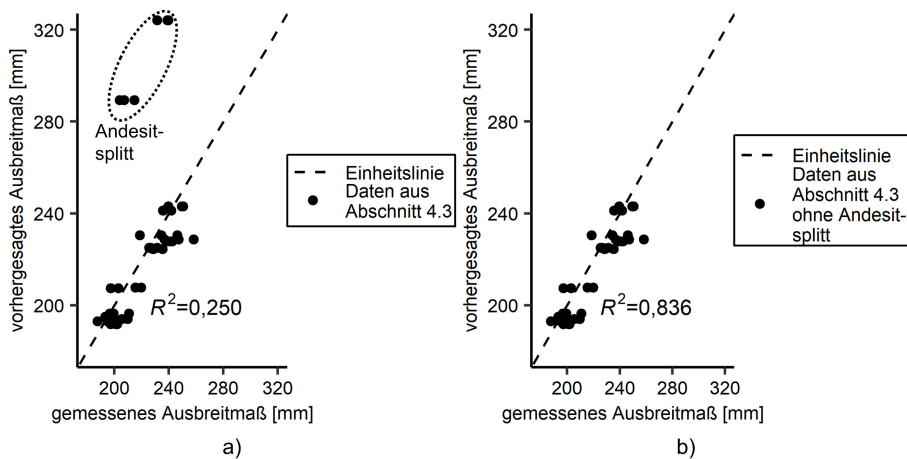 vorhergesagtes Ausbreitmaß [mm]
320
280
240
200
Andesit-
splitt
Einheitslinie
Daten aus
Abschnitt 4.3
R²=0,250
200 240 280 320
gemessenes Ausbreitmaß [mm]
a)
vorhergesagtes Ausbreitmaß [mm]
320
280
240
200
Einheitslinie
Daten aus
Abschnitt 4.3
ohne Andesit-
splitt
R²=0,836
200 240 280 320
gemessenes Ausbreitmaß [mm]
b)